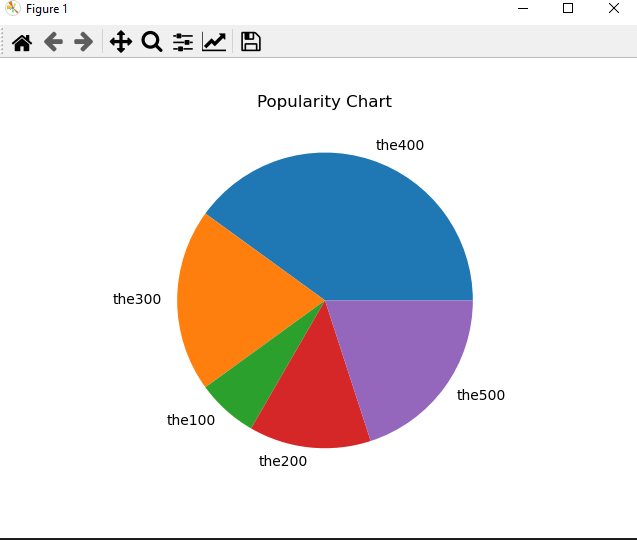 Figure 1
Popularity Chart
the400
the300
the500
the100
the200